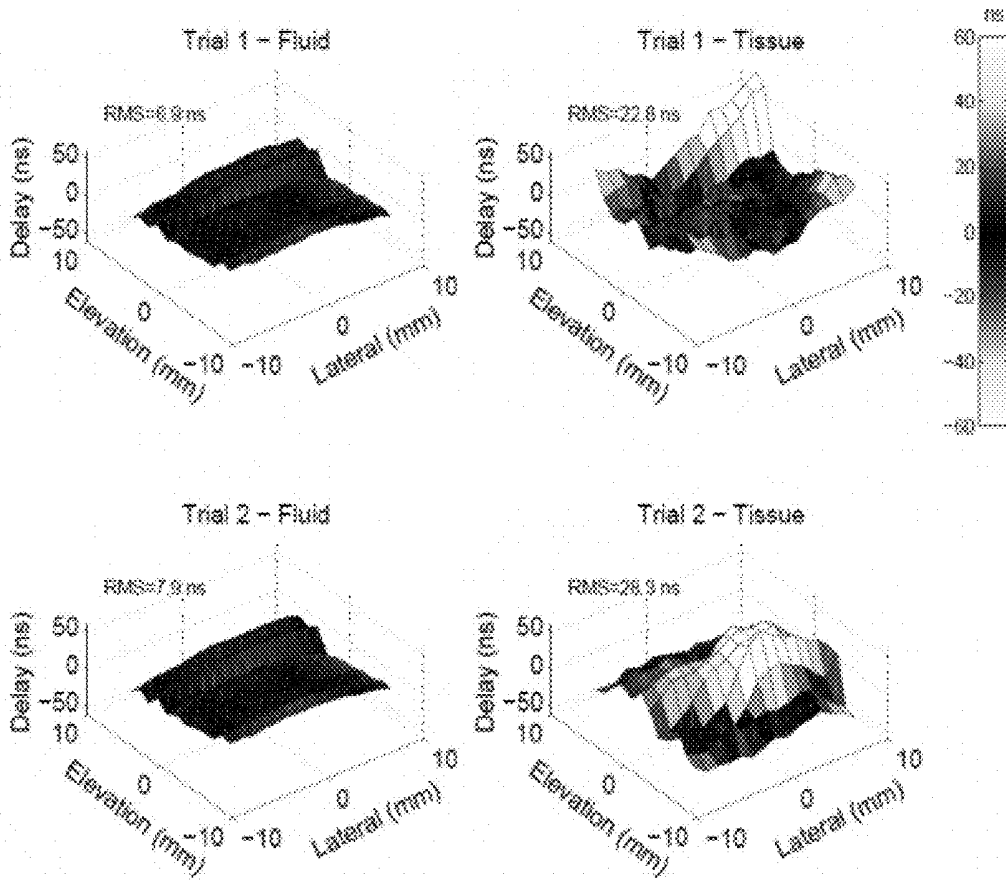 Trial 1 − Fluid
RMS=6.9 ns
Delay (ns)
50
0
−50
10
0
−10
Elevation (mm)
−10
0
10
Lateral (mm)
Trial 1 − Tissue
RMS=22.8 ns
Delay (ns)
50
0
−50
10
0
−10
Elevation (mm)
−10
0
10
Lateral (mm)
ns
60
40
20
0
−20
−40
−60
Trial 2 − Fluid
RMS=7.9 ns
Delay (ns)
50
0
−50
10
0
−10
Elevation (mm)
−10
0
10
Lateral (mm)
Trial 2 − Tissue
Delay (ns)
50
0
−50
10
0
−10
Elevation (mm)
−10
0
10
Lateral (mm)